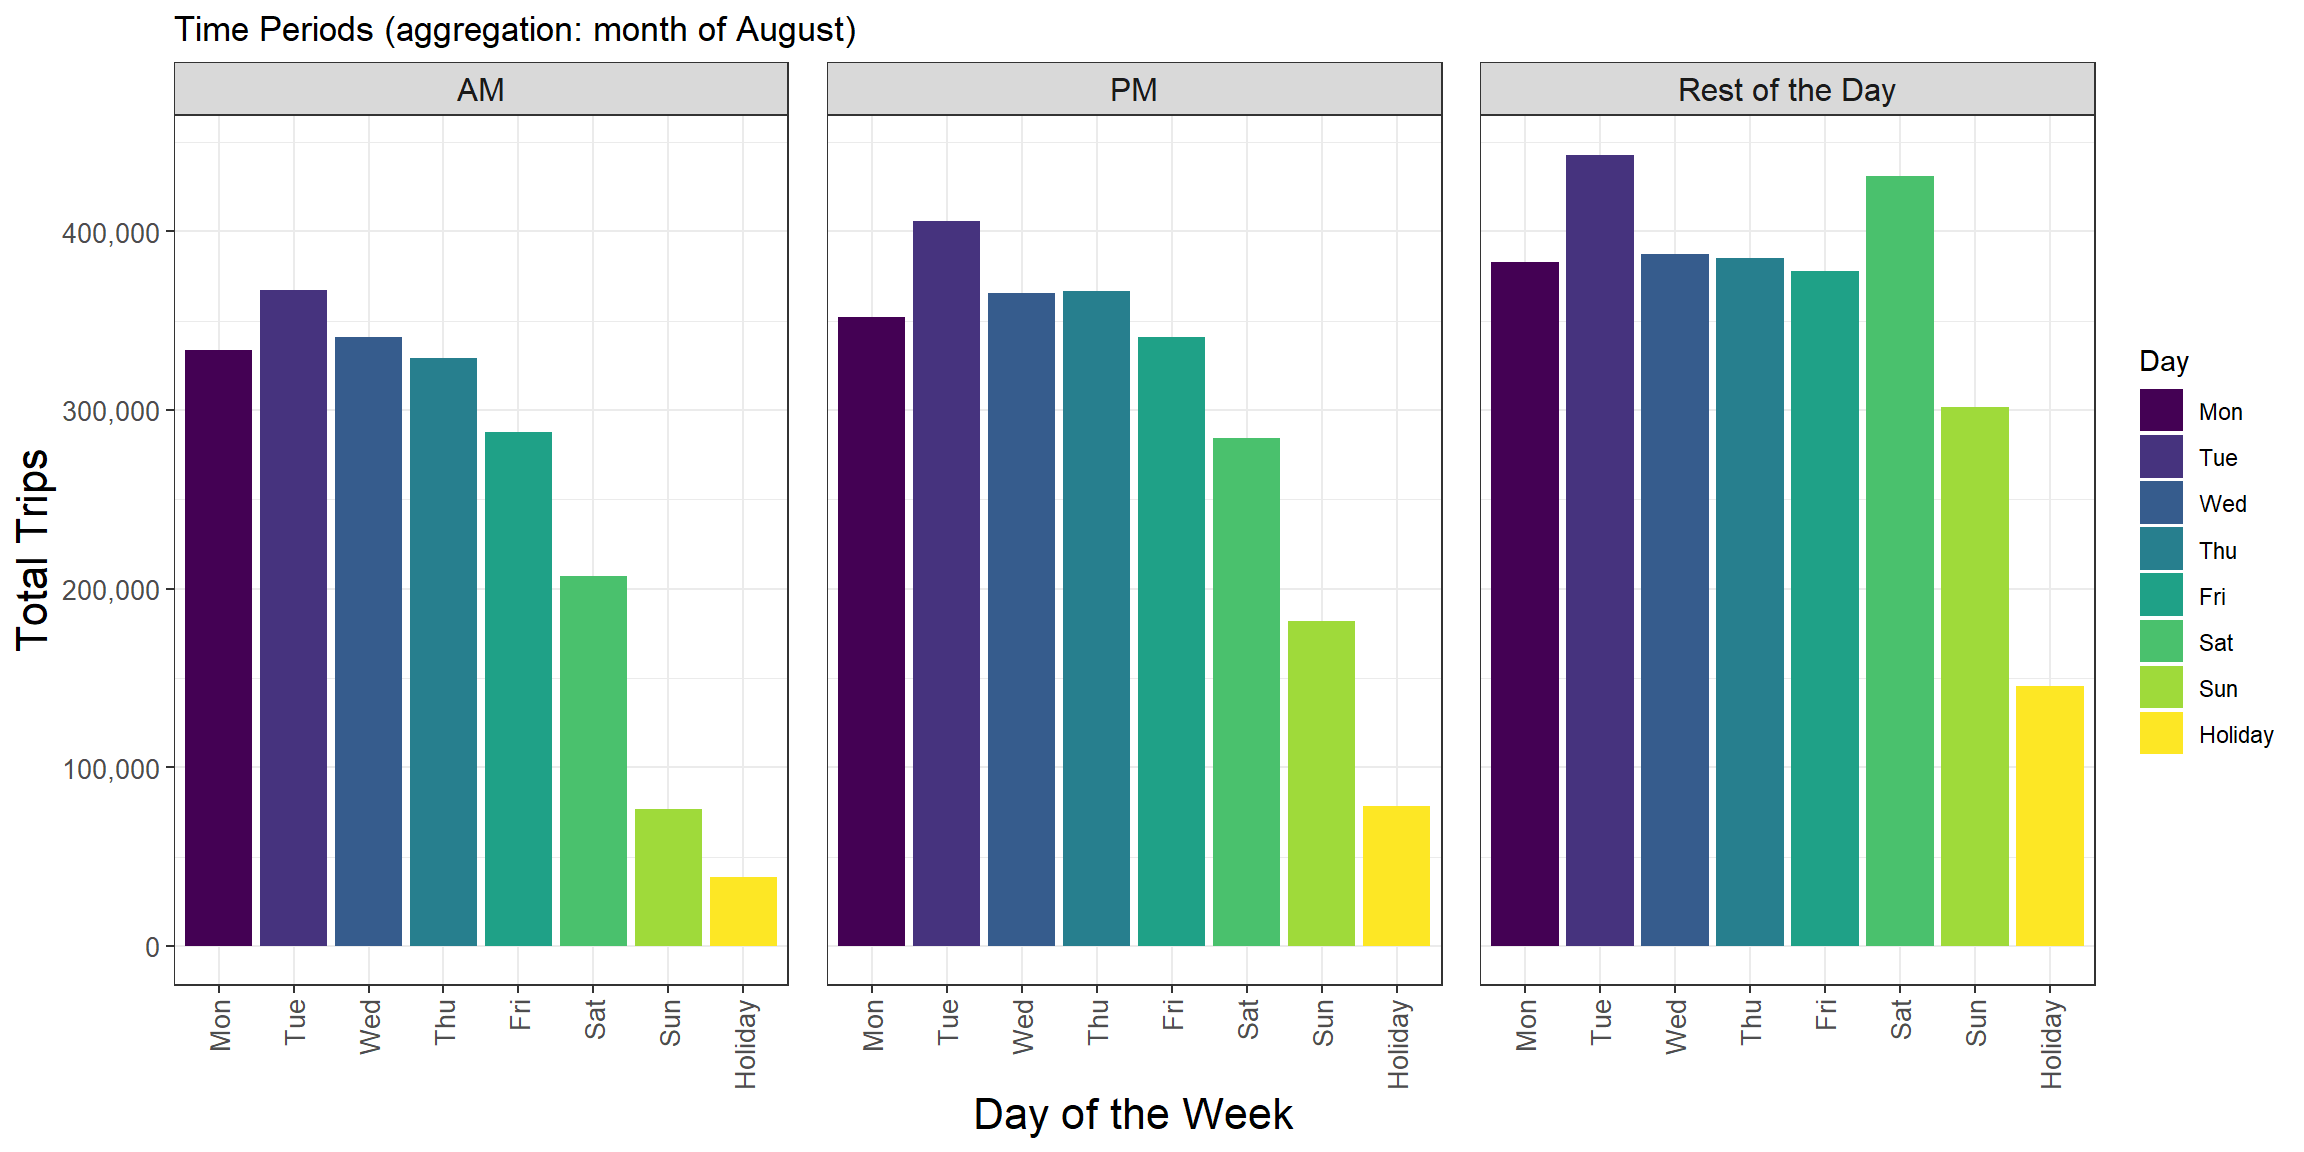 Time Periods (aggregation: month of August)
AM
PM
Rest of the Day
Total Trips
400,000
300,000
200,000
100,000
0
Mon
Tue
Wed
Thu
Fri
Sat
Sun
Holiday
Mon
Tue
Wed
Thu
Fri
Sat
Sun
Holiday
Mon
Tue
Wed
Thu
Fri
Sat
Sun
Holiday
Day of the Week
Day
Mon
Tue
Wed
Thu
Fri
Sat
Sun
Holiday